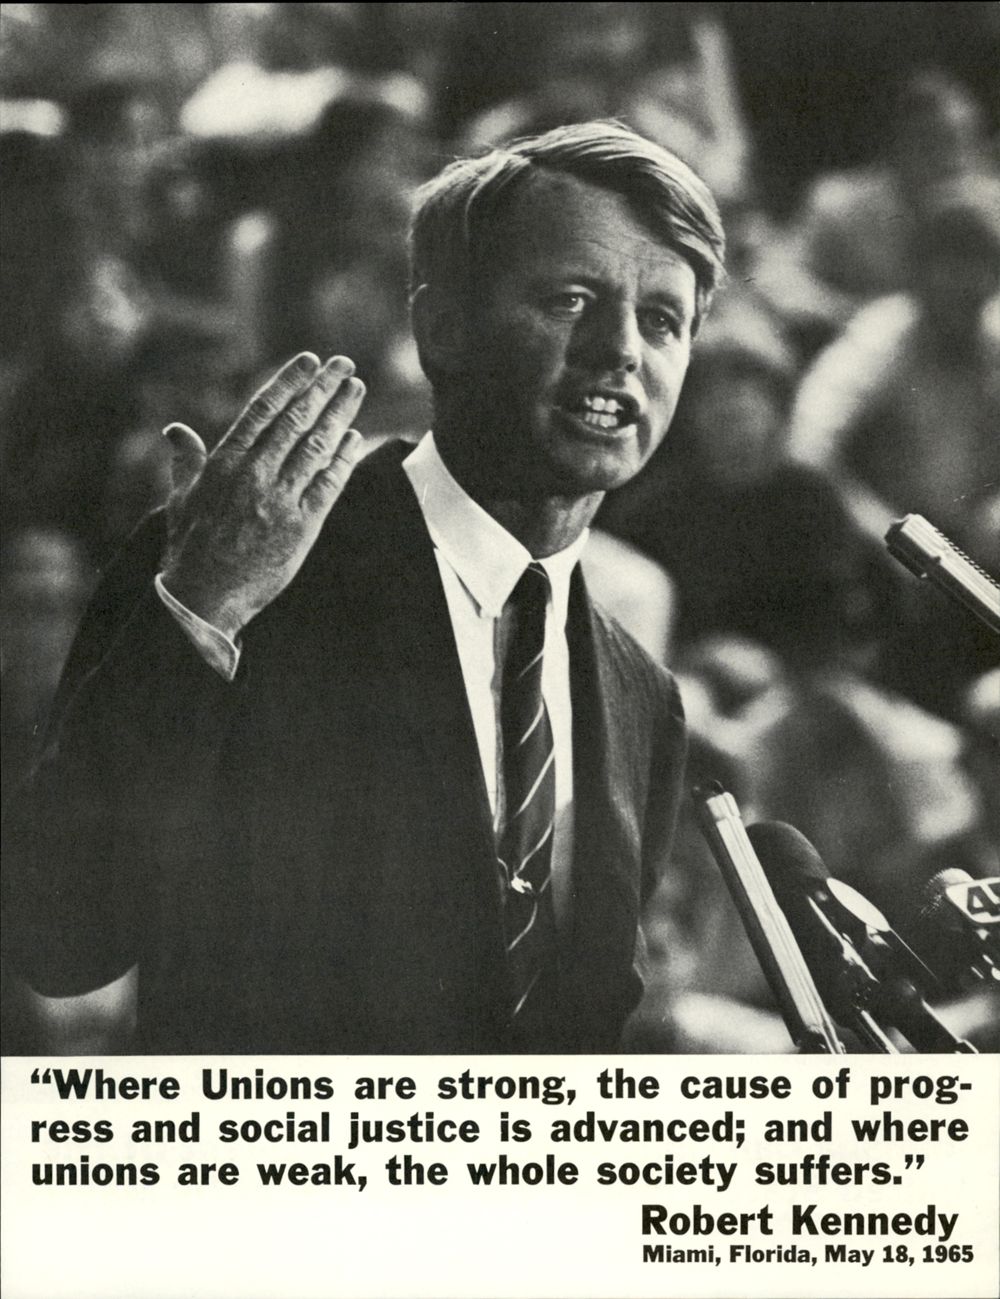 4
“Where Unions are strong, the cause of prog-
ress and social justice is advanced; and where
unions are weak, the whole society suffers.”
Robert Kennedy
Miami, Florida, May 18, 1965